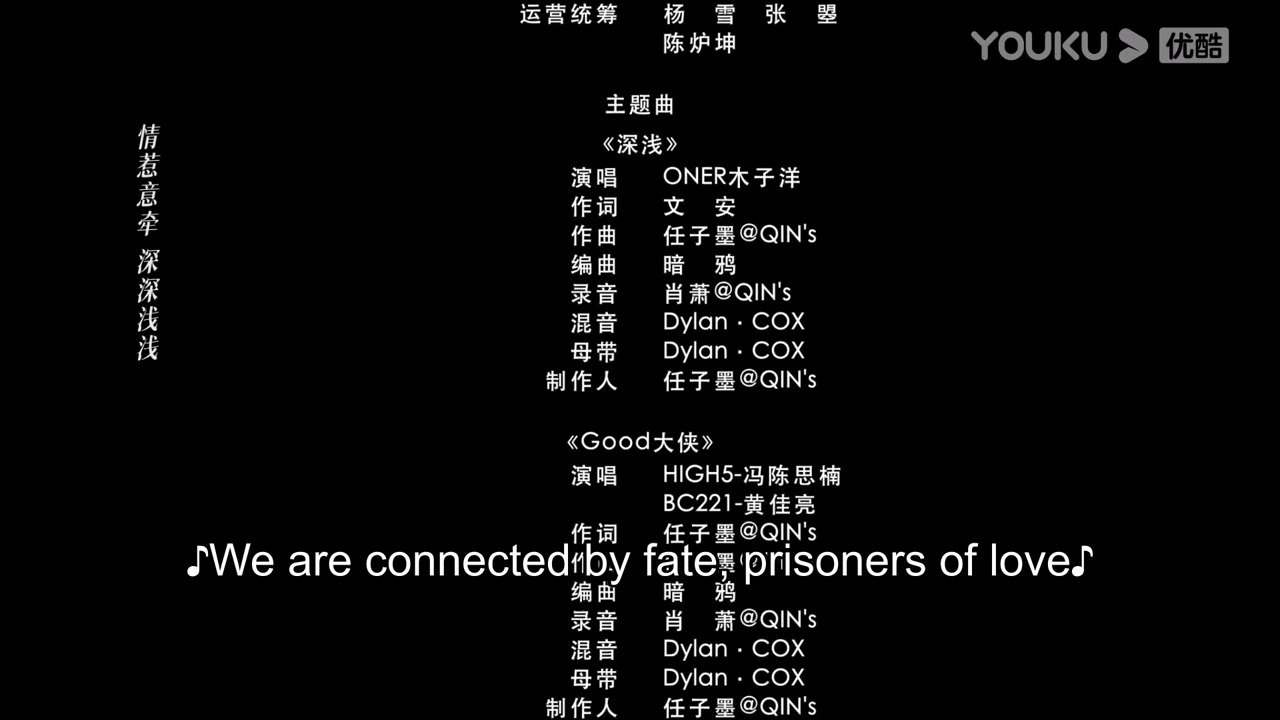 运营统筹 杨 雪 张 曌
陈炉坤
YOUKU 优酷
主题曲
《深浅》
情惹意牵 深深浅浅
演唱 ONER木子洋
作词 文 安
作曲 任子墨@QIN's
编曲 暗 鸦
录音 肖萧@QIN's
混音 Dylan · COX
母带 Dylan · COX
制作人 任子墨@QIN's
《Good大侠》
演唱 HIGH5-冯陈思楠
BC221-黄佳亮
作词 任子墨@QIN's
♪We are connected by fate, prisoners of love♪
编曲 暗 鸦
录音 肖 萧@QIN's
混音 Dylan · COX
母带 Dylan · COX
制作人 任子墨@QIN's